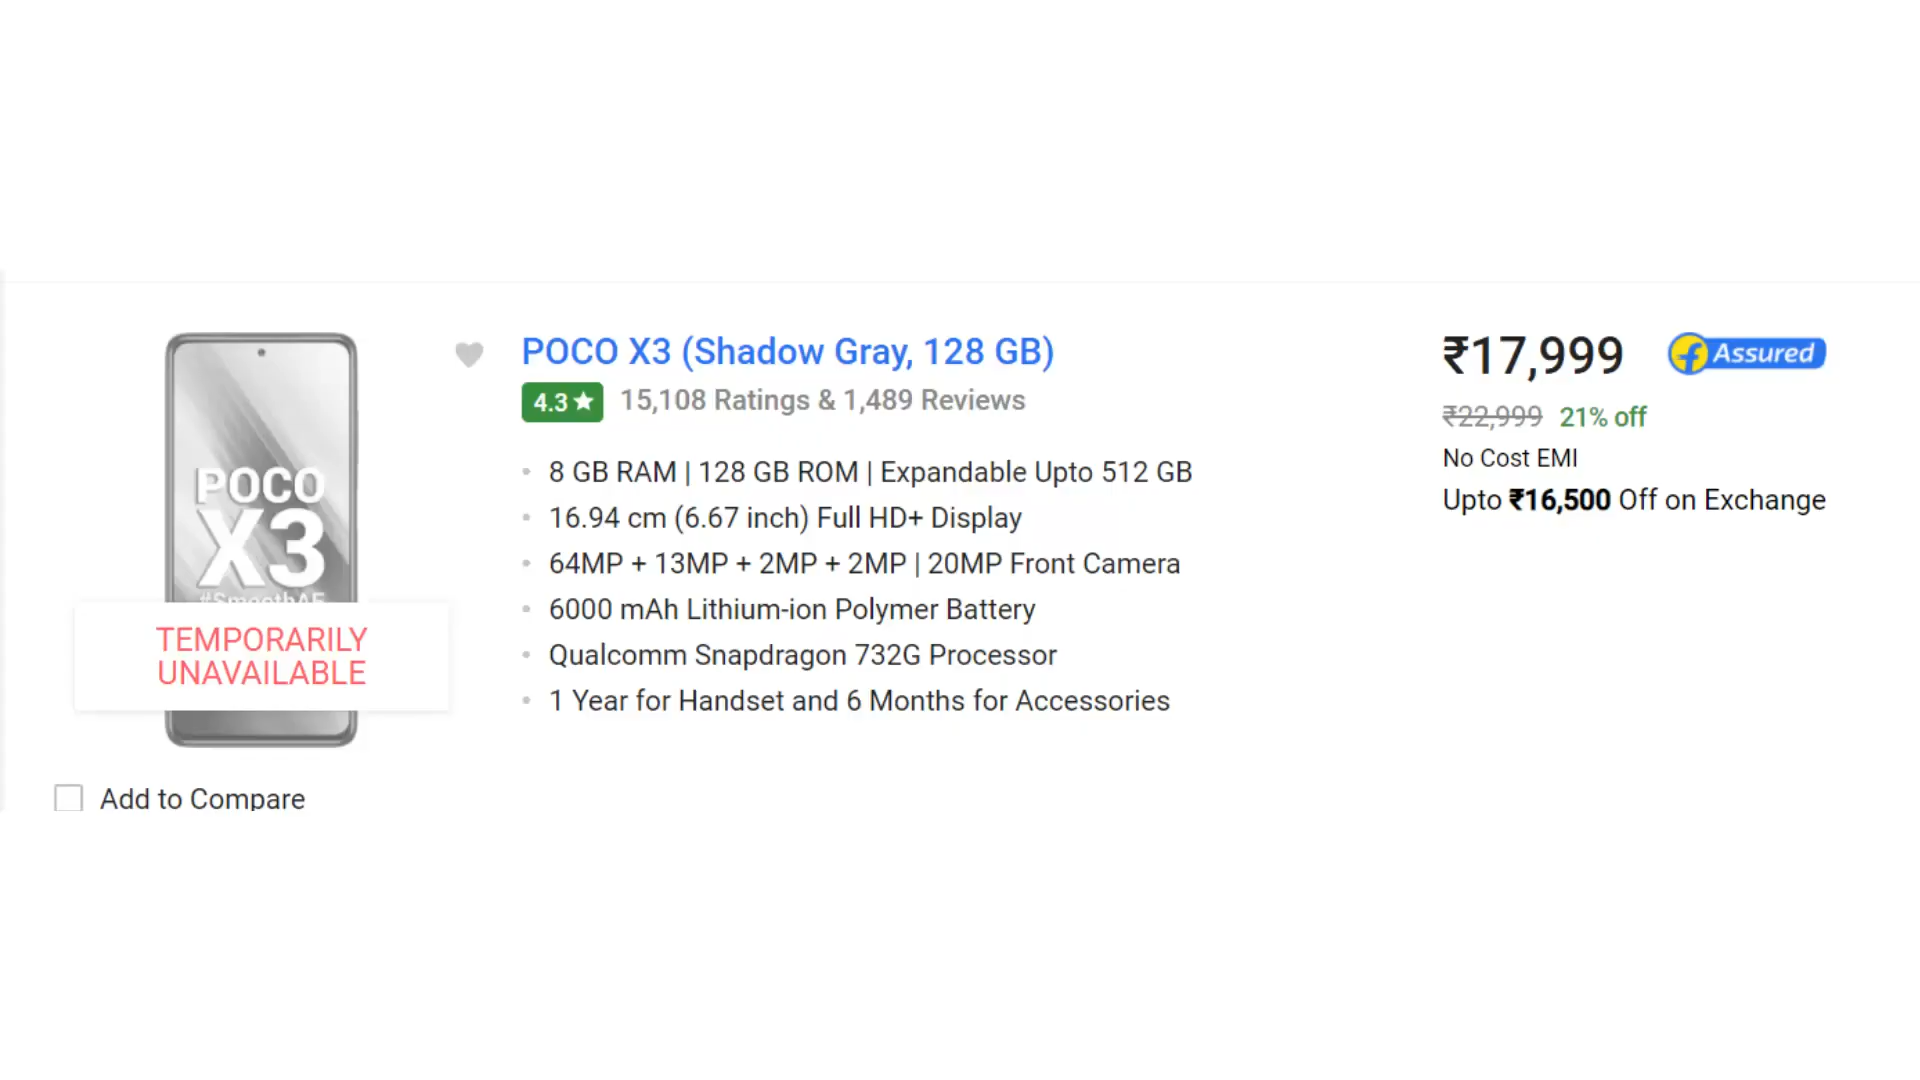 POCO X3 (Shadow Gray, 128 GB)
4.3★ 15,108 Ratings & 1,489 Reviews
8 GB RAM | 128 GB ROM | Expandable Upto 512 GB
16.94 cm (6.67 inch) Full HD+ Display
64MP + 13MP + 2MP + 2MP | 20MP Front Camera
6000 mAh Lithium-ion Polymer Battery
Qualcomm Snapdragon 732G Processor
1 Year for Handset and 6 Months for Accessories
₹17,999
Assured
₹22,999 21% off
No Cost EMI
Upto ₹16,500 Off on Exchange
POCO
X3
#SmoothAF
TEMPORARILY
UNAVAILABLE
Add to Compare